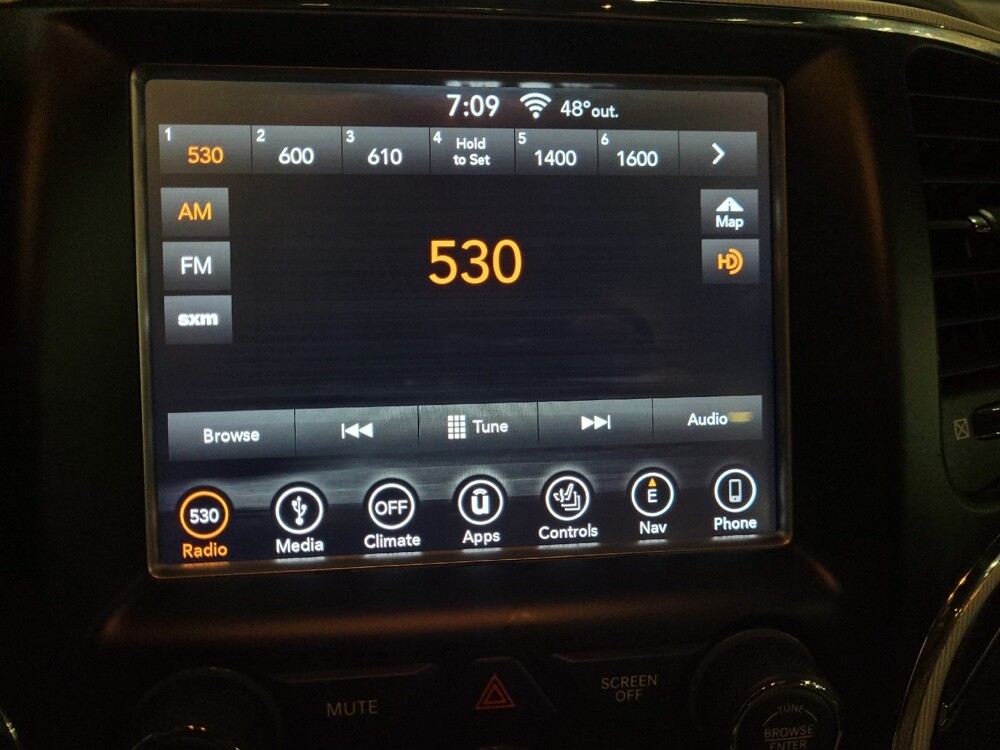 7:09 48° out.
1 530 2 600 3 610 4 Hold to Set 5 1400 6 1600 >
AM
Map
FM
530
HD
sxm
Browse Tune Audio
530 OFF E
Radio Media Climate Apps Controls Nav Phone
MUTE SCREEN OFF
TUNE
BROWSE
ENTER